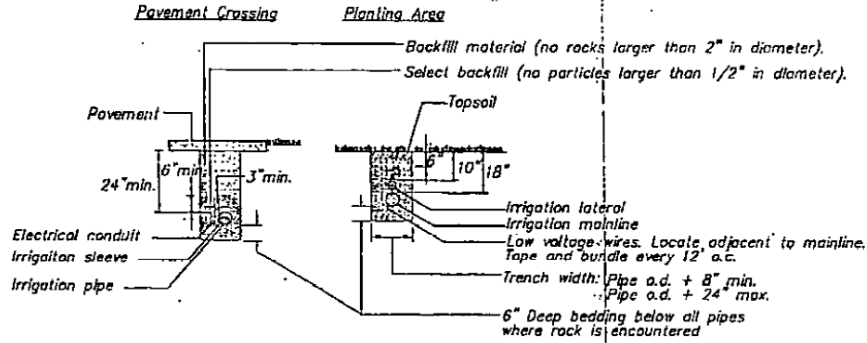 Pavement Crossing
Planting Area
Backfill material (no rocks larger than 2" in diameter).
Select backfill (no particles larger than 1/2" in diameter).
Topsoil
Pavement
6"min.
3"min.
24"min.
6"
10"
18"
Irrigation lateral
Irrigation mainline
Low voltage wires. Locate adjacent to mainline.
Tape and bundle every 12' o.c.
Electrical conduit
Irrigaiton sleeve
Irrigation pipe
Trench width: Pipe o.d. + 8" min.
Pipe o.d. + 24" max.
6" Deep bedding below all pipes
where rock is encountered